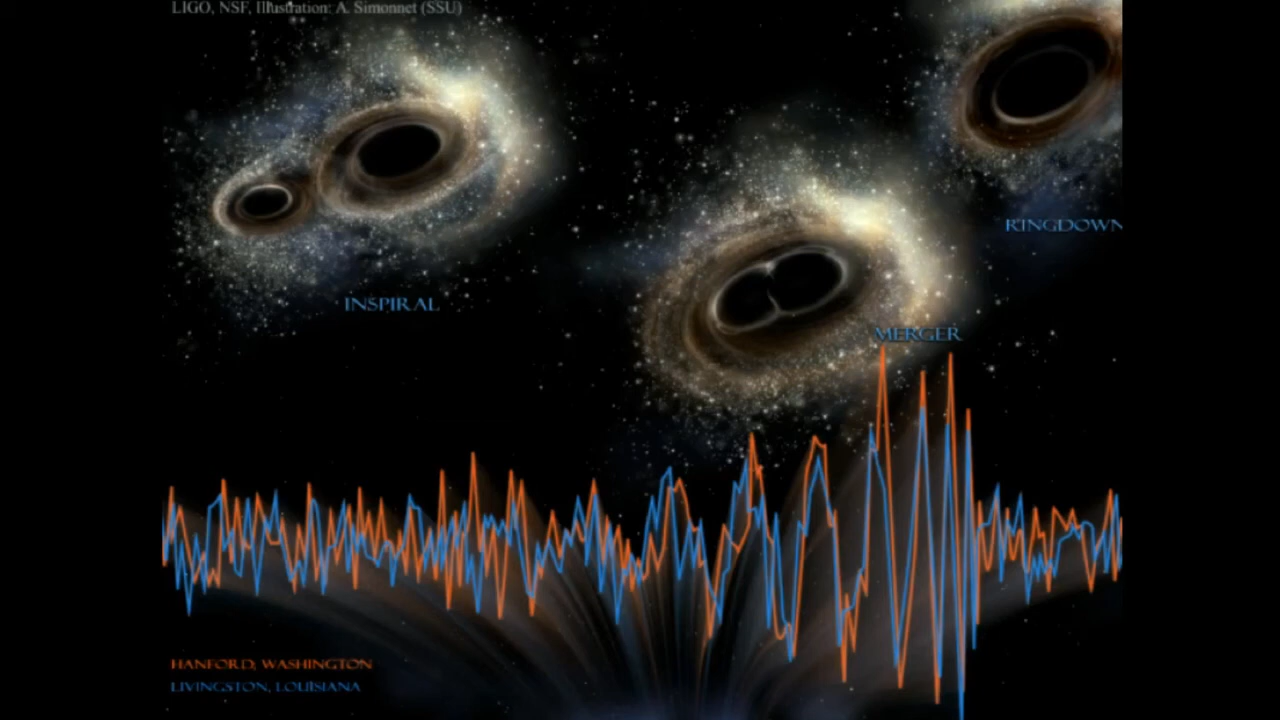 LIGO, NSF, Illustration: A. Simonnet (SSU)
RINGDOWN
INSPIRAL
MERGER
HANFORD, WASHINGTON
LIVINGSTON, LOUISIANA